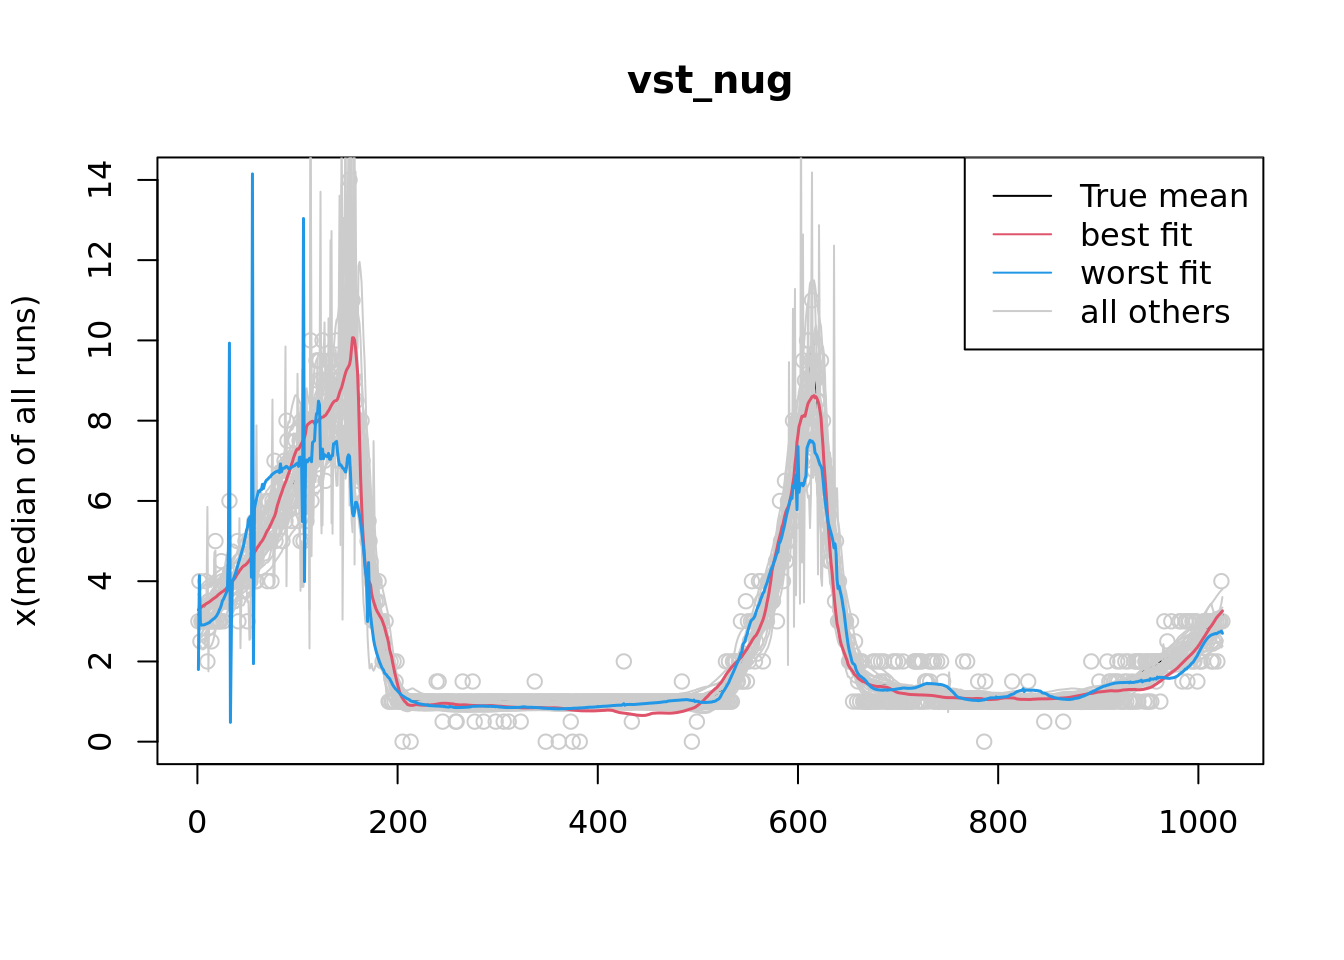 vst_nug
x(median of all runs)
14
12
10
8
6
4
2
0
True mean
best fit
worst fit
all others
0 200 400 600 800 1000